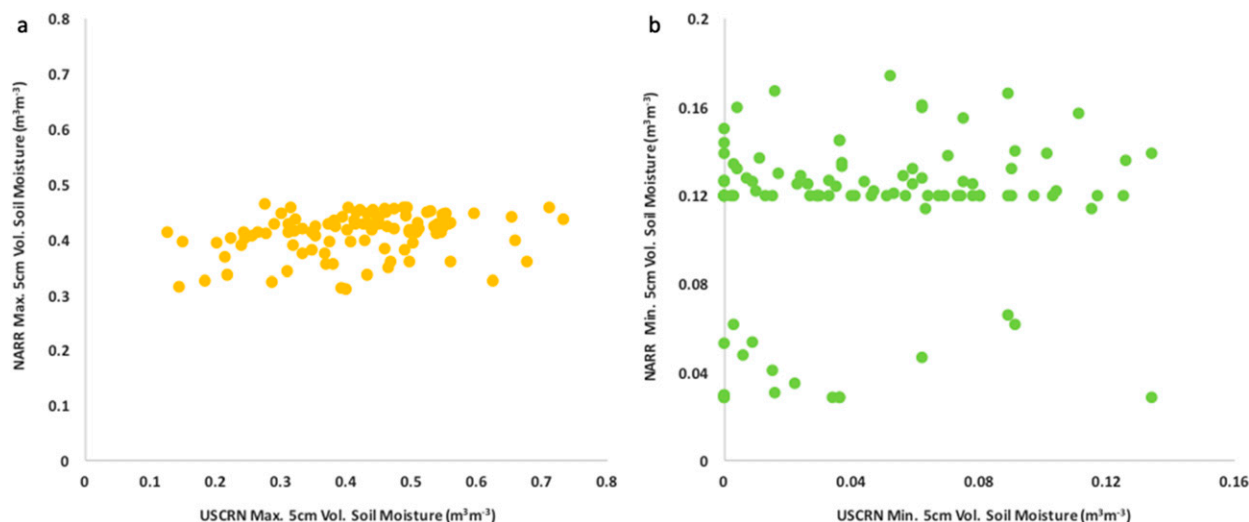 a
0.8
0.7
0.6
0.5
0.4
0.3
0.2
0.1
0
NARR Max. 5cm Vol. Soil Moisture (m³m⁻³)
0 0.1 0.2 0.3 0.4 0.5 0.6 0.7 0.8
USCRN Max. 5cm Vol. Soil Moisture (m³m⁻³)
b
0.2
0.16
0.12
0.08
0.04
0
NARR Min. 5cm Vol. Soil Moisture (m³m⁻³)
0 0.04 0.08 0.12 0.16
USCRN Min. 5cm Vol. Soil Moisture (m³m⁻³)